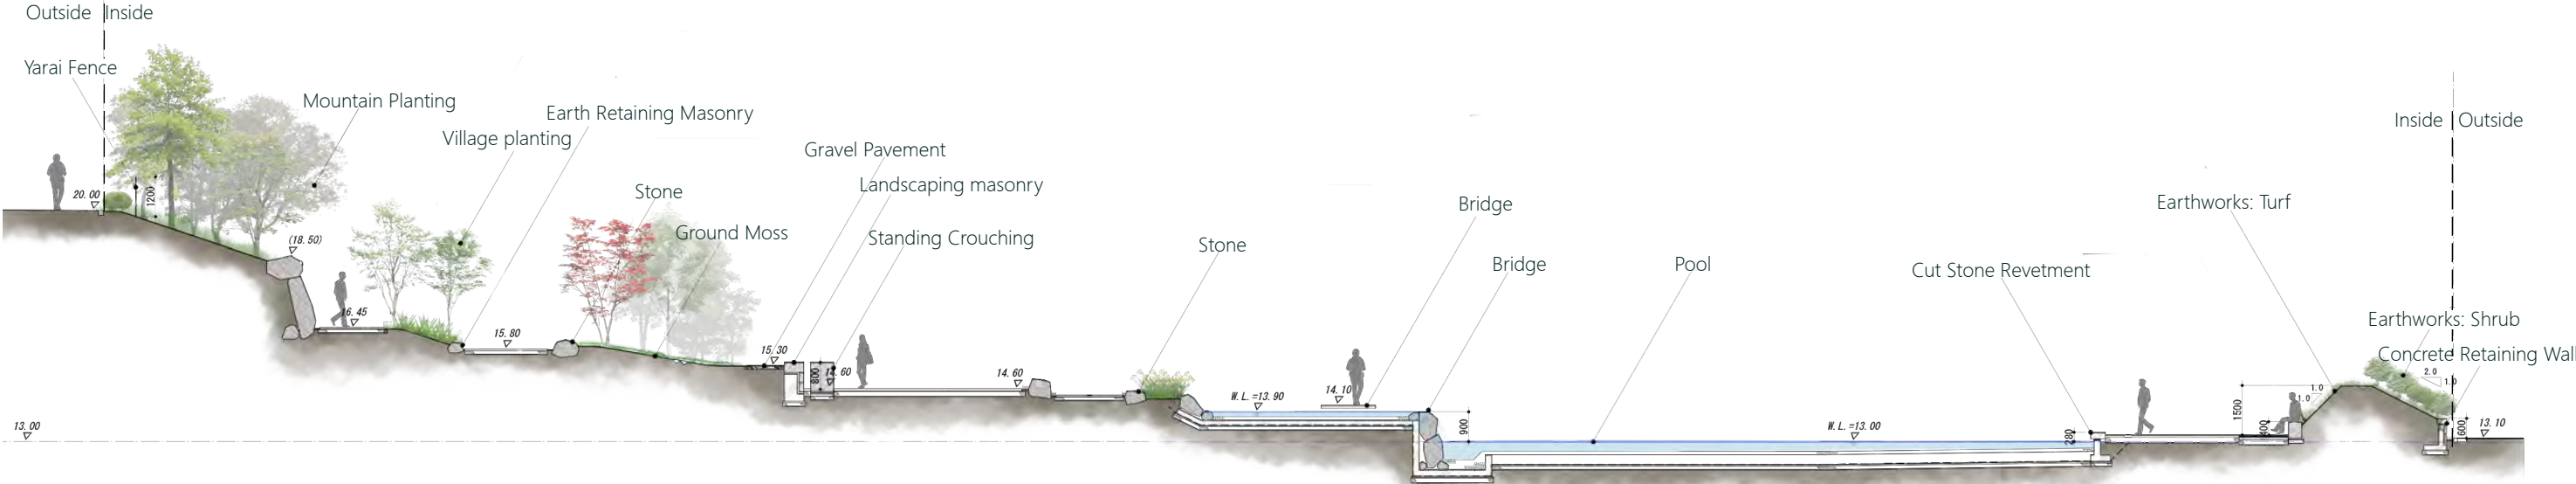 Outside Inside
Yarai Fence
Mountain Planting
Earth Retaining Masonry
Village planting
Gravel Pavement
Landscaping masonry
Stone
Ground Moss
Standing Crouching
Stone
Bridge
Bridge
Pool
Cut Stone Revetment
Earthworks: Turf
Inside Outside
Earthworks: Shrub
Concrete Retaining Wall
20.00
1200
(18.50)
16.45
15.80
15.30
800
14.60
14.60
W.L.=13.90
14.10
900
W.L.=13.00
280
1500
400
1.0
1.0
2.0
1.0
600
13.10
13.00